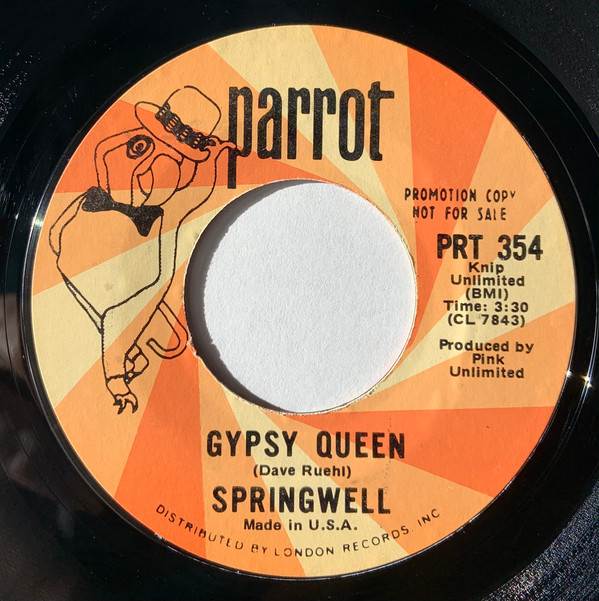 parrot
PROMOTION COPY
NOT FOR SALE
PRT 354
Knip
Unlimited
(BMI)
Time: 3:30
(CL 7843)
Produced by
Pink
Unlimited
GYPSY QUEEN
(Dave Ruehl)
SPRINGWELL
Made in U.S.A.
DISTRIBUTED BY LONDON RECORDS, INC